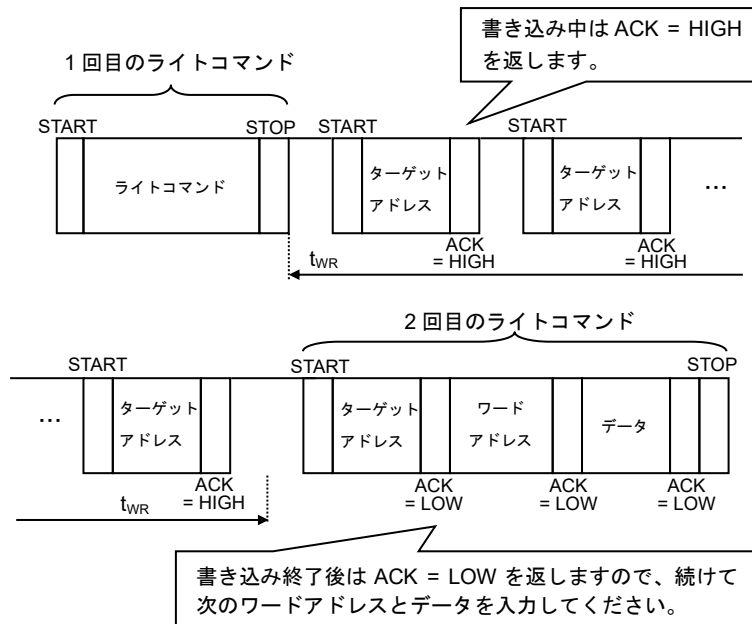 書き込み中は ACK = HIGH
を返します。
1 回目のライトコマンド
START
STOP
START
START
ライトコマンド
ターゲット
アドレス
ターゲット
アドレス
…
ACK
= HIGH
ACK
= HIGH
tWR
2 回目のライトコマンド
START
START
STOP
…
ターゲット
アドレス
ターゲット
アドレス
ワード
アドレス
データ
ACK
= HIGH
ACK
= LOW
ACK
= LOW
ACK
= LOW
tWR
書き込み終了後は ACK = LOW を返しますので、続けて
次のワードアドレスとデータを入力してください。